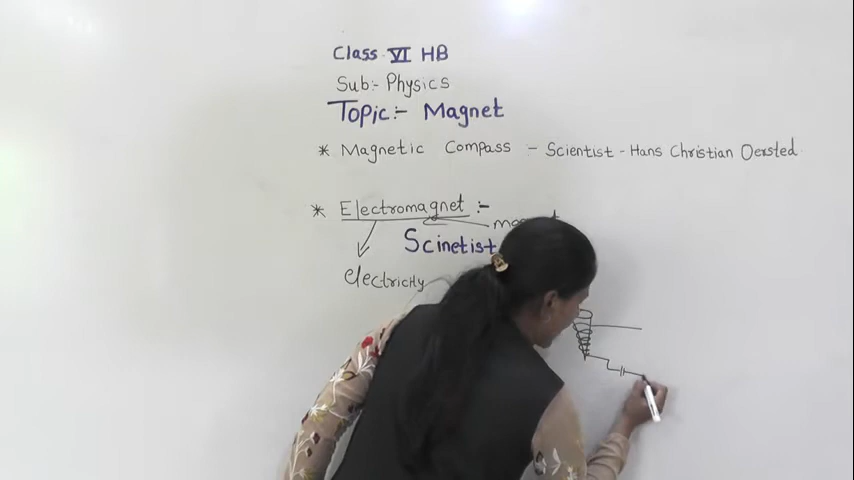 Class VI HB
Sub:- Physics
Topic:- Magnet
* Magnetic Compass - Scientist - Hans Christian Oersted
* Electromagnet :-
Scinetist
electricity